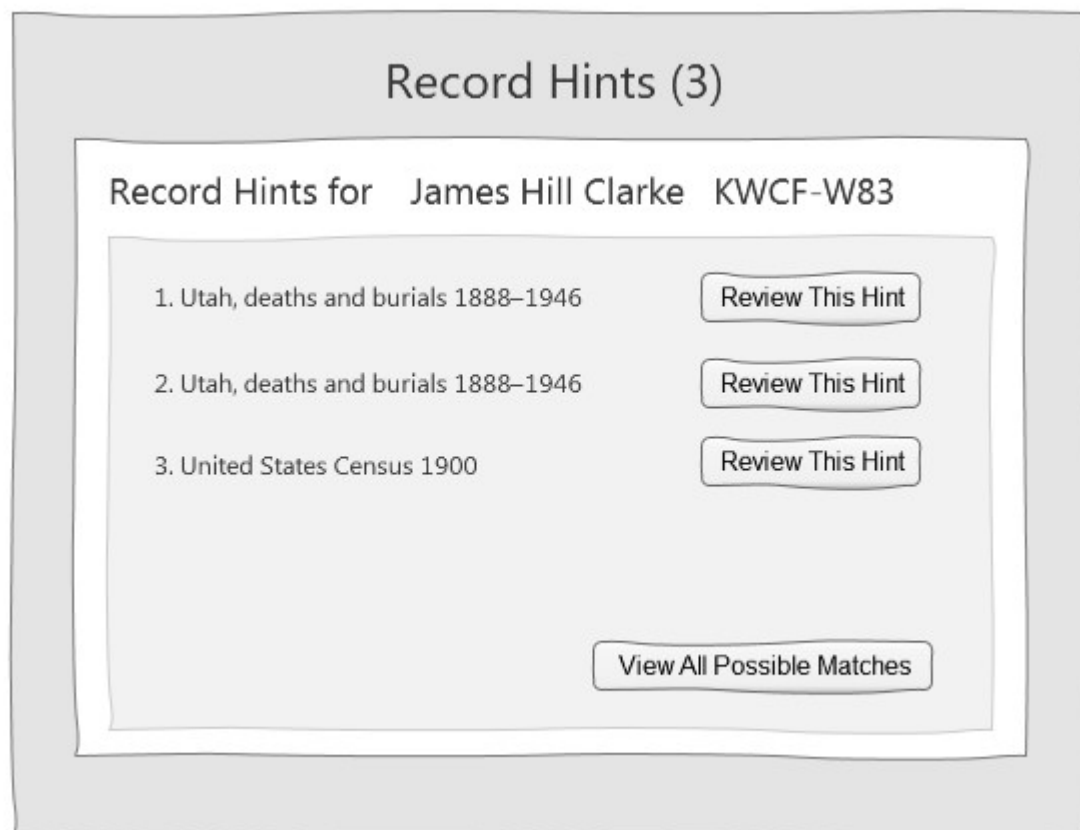 Record Hints (3)
Record Hints for James Hill Clarke KWCF-W83
1. Utah, deaths and burials 1888–1946 Review This Hint
2. Utah, deaths and burials 1888–1946 Review This Hint
3. United States Census 1900 Review This Hint
View All Possible Matches